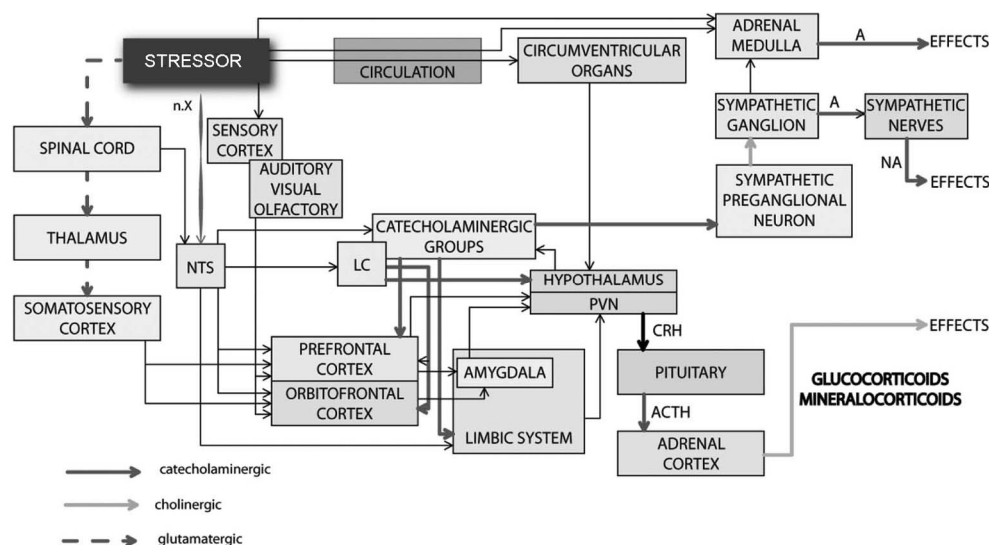 STRESSOR
CIRCULATION
CIRCUMVENTRICULAR
ORGANS
ADRENAL
MEDULLA
A
EFFECTS
n.X
SPINAL CORD
SENSORY
CORTEX
AUDITORY
VISUAL
OLFACTORY
SYMPATHETIC
GANGLION
A
SYMPATHETIC
NERVES
NA
EFFECTS
SYMPATHETIC
PREGANGLIONAL
NEURON
THALAMUS
NTS
CATECHOLAMINERGIC
GROUPS
LC
HYPOTHALAMUS
PVN
SOMATOSENSORY
CORTEX
CRH
EFFECTS
PREFRONTAL
CORTEX
ORBITOFRONTAL
CORTEX
AMYGDALA
LIMBIC SYSTEM
PITUITARY
GLUCOCORTICOIDS
MINERALOCORTICOIDS
ACTH
ADRENAL
CORTEX
catecholaminergic
cholinergic
glutamatergic